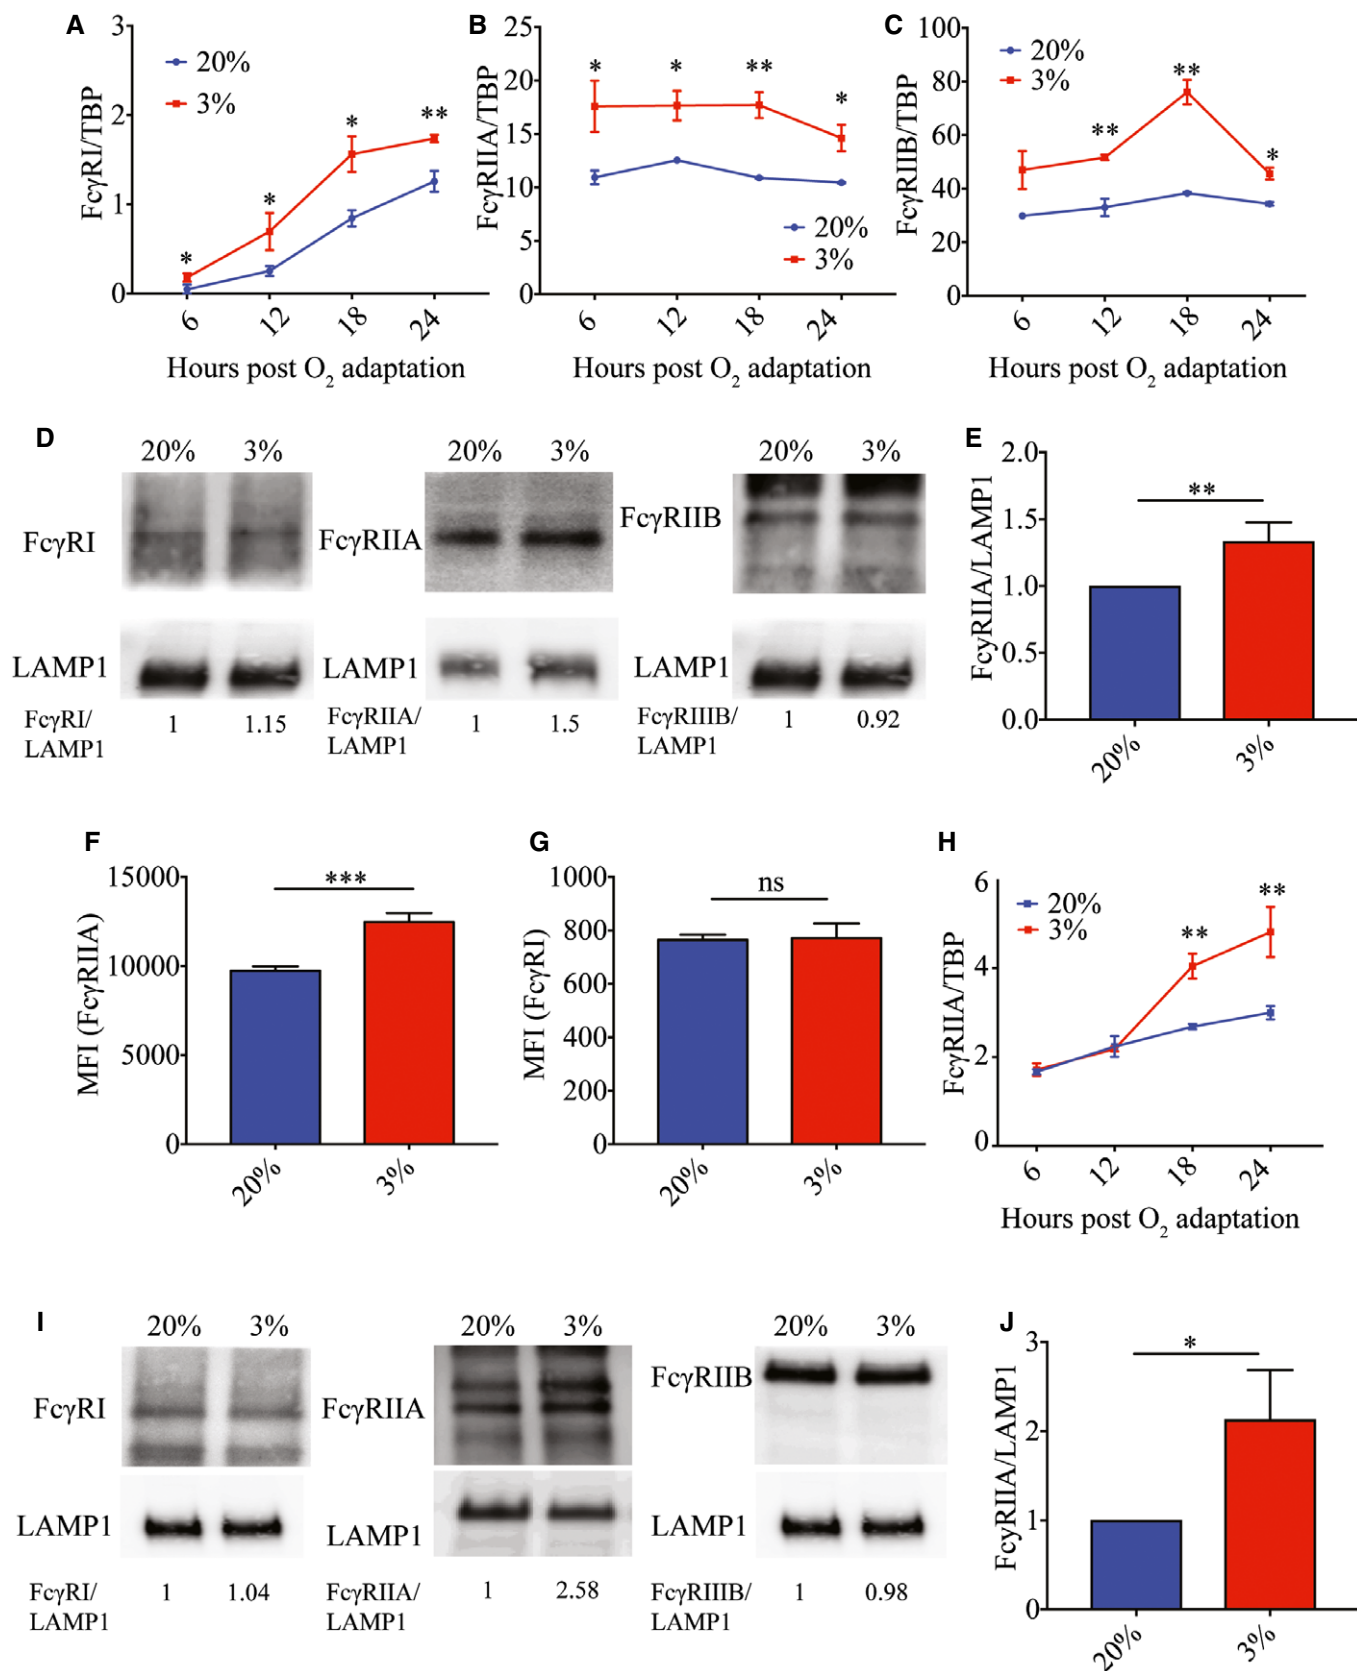 A
FcγRI/TBP
3
2
1
0
20%
3%
*
*
*
**
6
12
18
24
Hours post O₂ adaptation
B
FcγRIIA/TBP
25
20
15
10
5
0
*
*
**
*
20%
3%
6
12
18
24
Hours post O₂ adaptation
C
FcγRIIB/TBP
100
80
60
40
20
0
20%
3%
**
**
*
6
12
18
24
Hours post O₂ adaptation
D
20% 3%
FcγRI
LAMP1
FcγRI/ 1 1.15
LAMP1
20% 3%
FcγRIIA
LAMP1
FcγRIIA/ 1 1.5
LAMP1
20% 3%
FcγRIIB
LAMP1
FcγRIIIB/ 1 0.92
LAMP1
E
FcγRIIA/LAMP1
2.0
1.5
1.0
0.5
0.0
**
20%
3%
F
MFI (FcγRIIA)
15000
10000
5000
0
***
20%
3%
G
MFI (FcγRI)
1000
800
600
400
200
0
ns
20%
3%
H
FcγRIIA/TBP
6
4
2
0
20%
3%
**
**
6
12
18
24
Hours post O₂ adaptation
I
20% 3%
FcγRI
LAMP1
FcγRI/ 1 1.04
LAMP1
20% 3%
FcγRIIA
LAMP1
FcγRIIA/ 1 2.58
LAMP1
20% 3%
FcγRIIB
LAMP1
FcγRIIIB/ 1 0.98
LAMP1
J
FcγRIIA/LAMP1
3
2
1
0
*
20%
3%